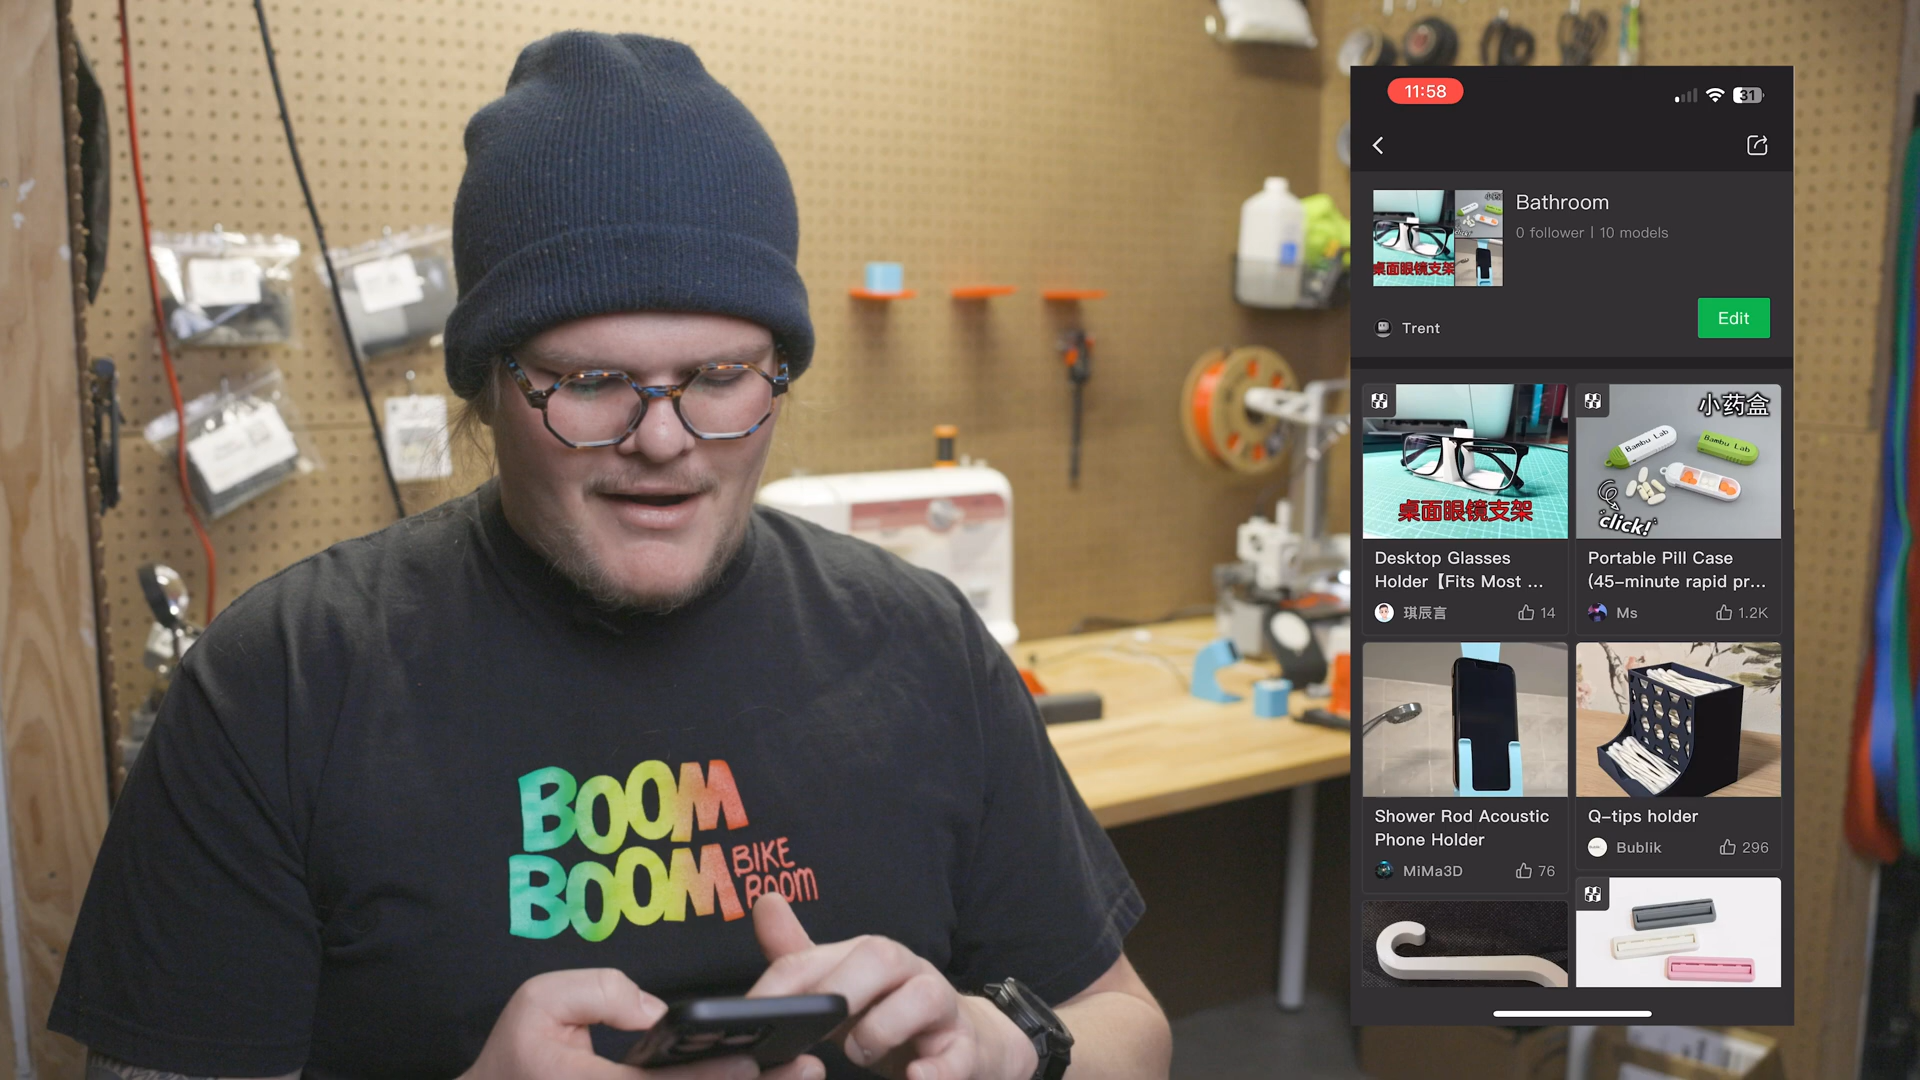 BOOM
BOOM
BIKE
ROOM
11:58
31
Bathroom
0 follower | 10 models
桌面眼镜支架
小药盒
Trent
Edit
小药盒
Bambu Lab
Bambu Lab
click!
桌面眼镜支架
Desktop Glasses
Holder【Fits Most ...
琪辰言
14
Portable Pill Case
(45-minute rapid pr...
Ms
1.2K
Shower Rod Acoustic
Phone Holder
MiMa3D
76
Q-tips holder
Bublik
296